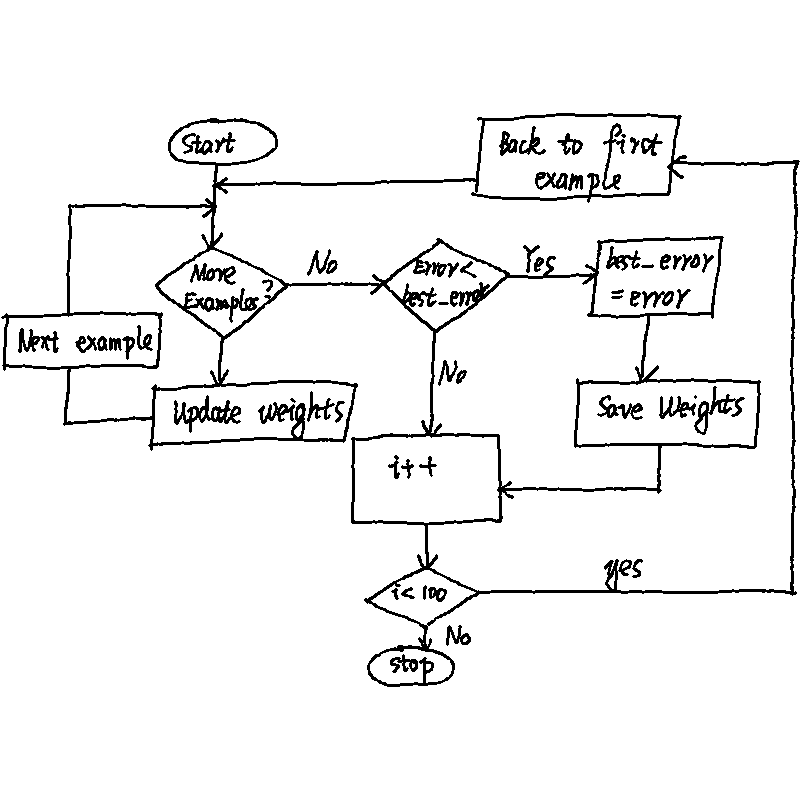 Start
Back to first
example
More
Examples?
No
Error <
best_error
Yes
best_error
= error
Next example
Update weights
No
Save Weights
i++
i < 100
yes
No
stop